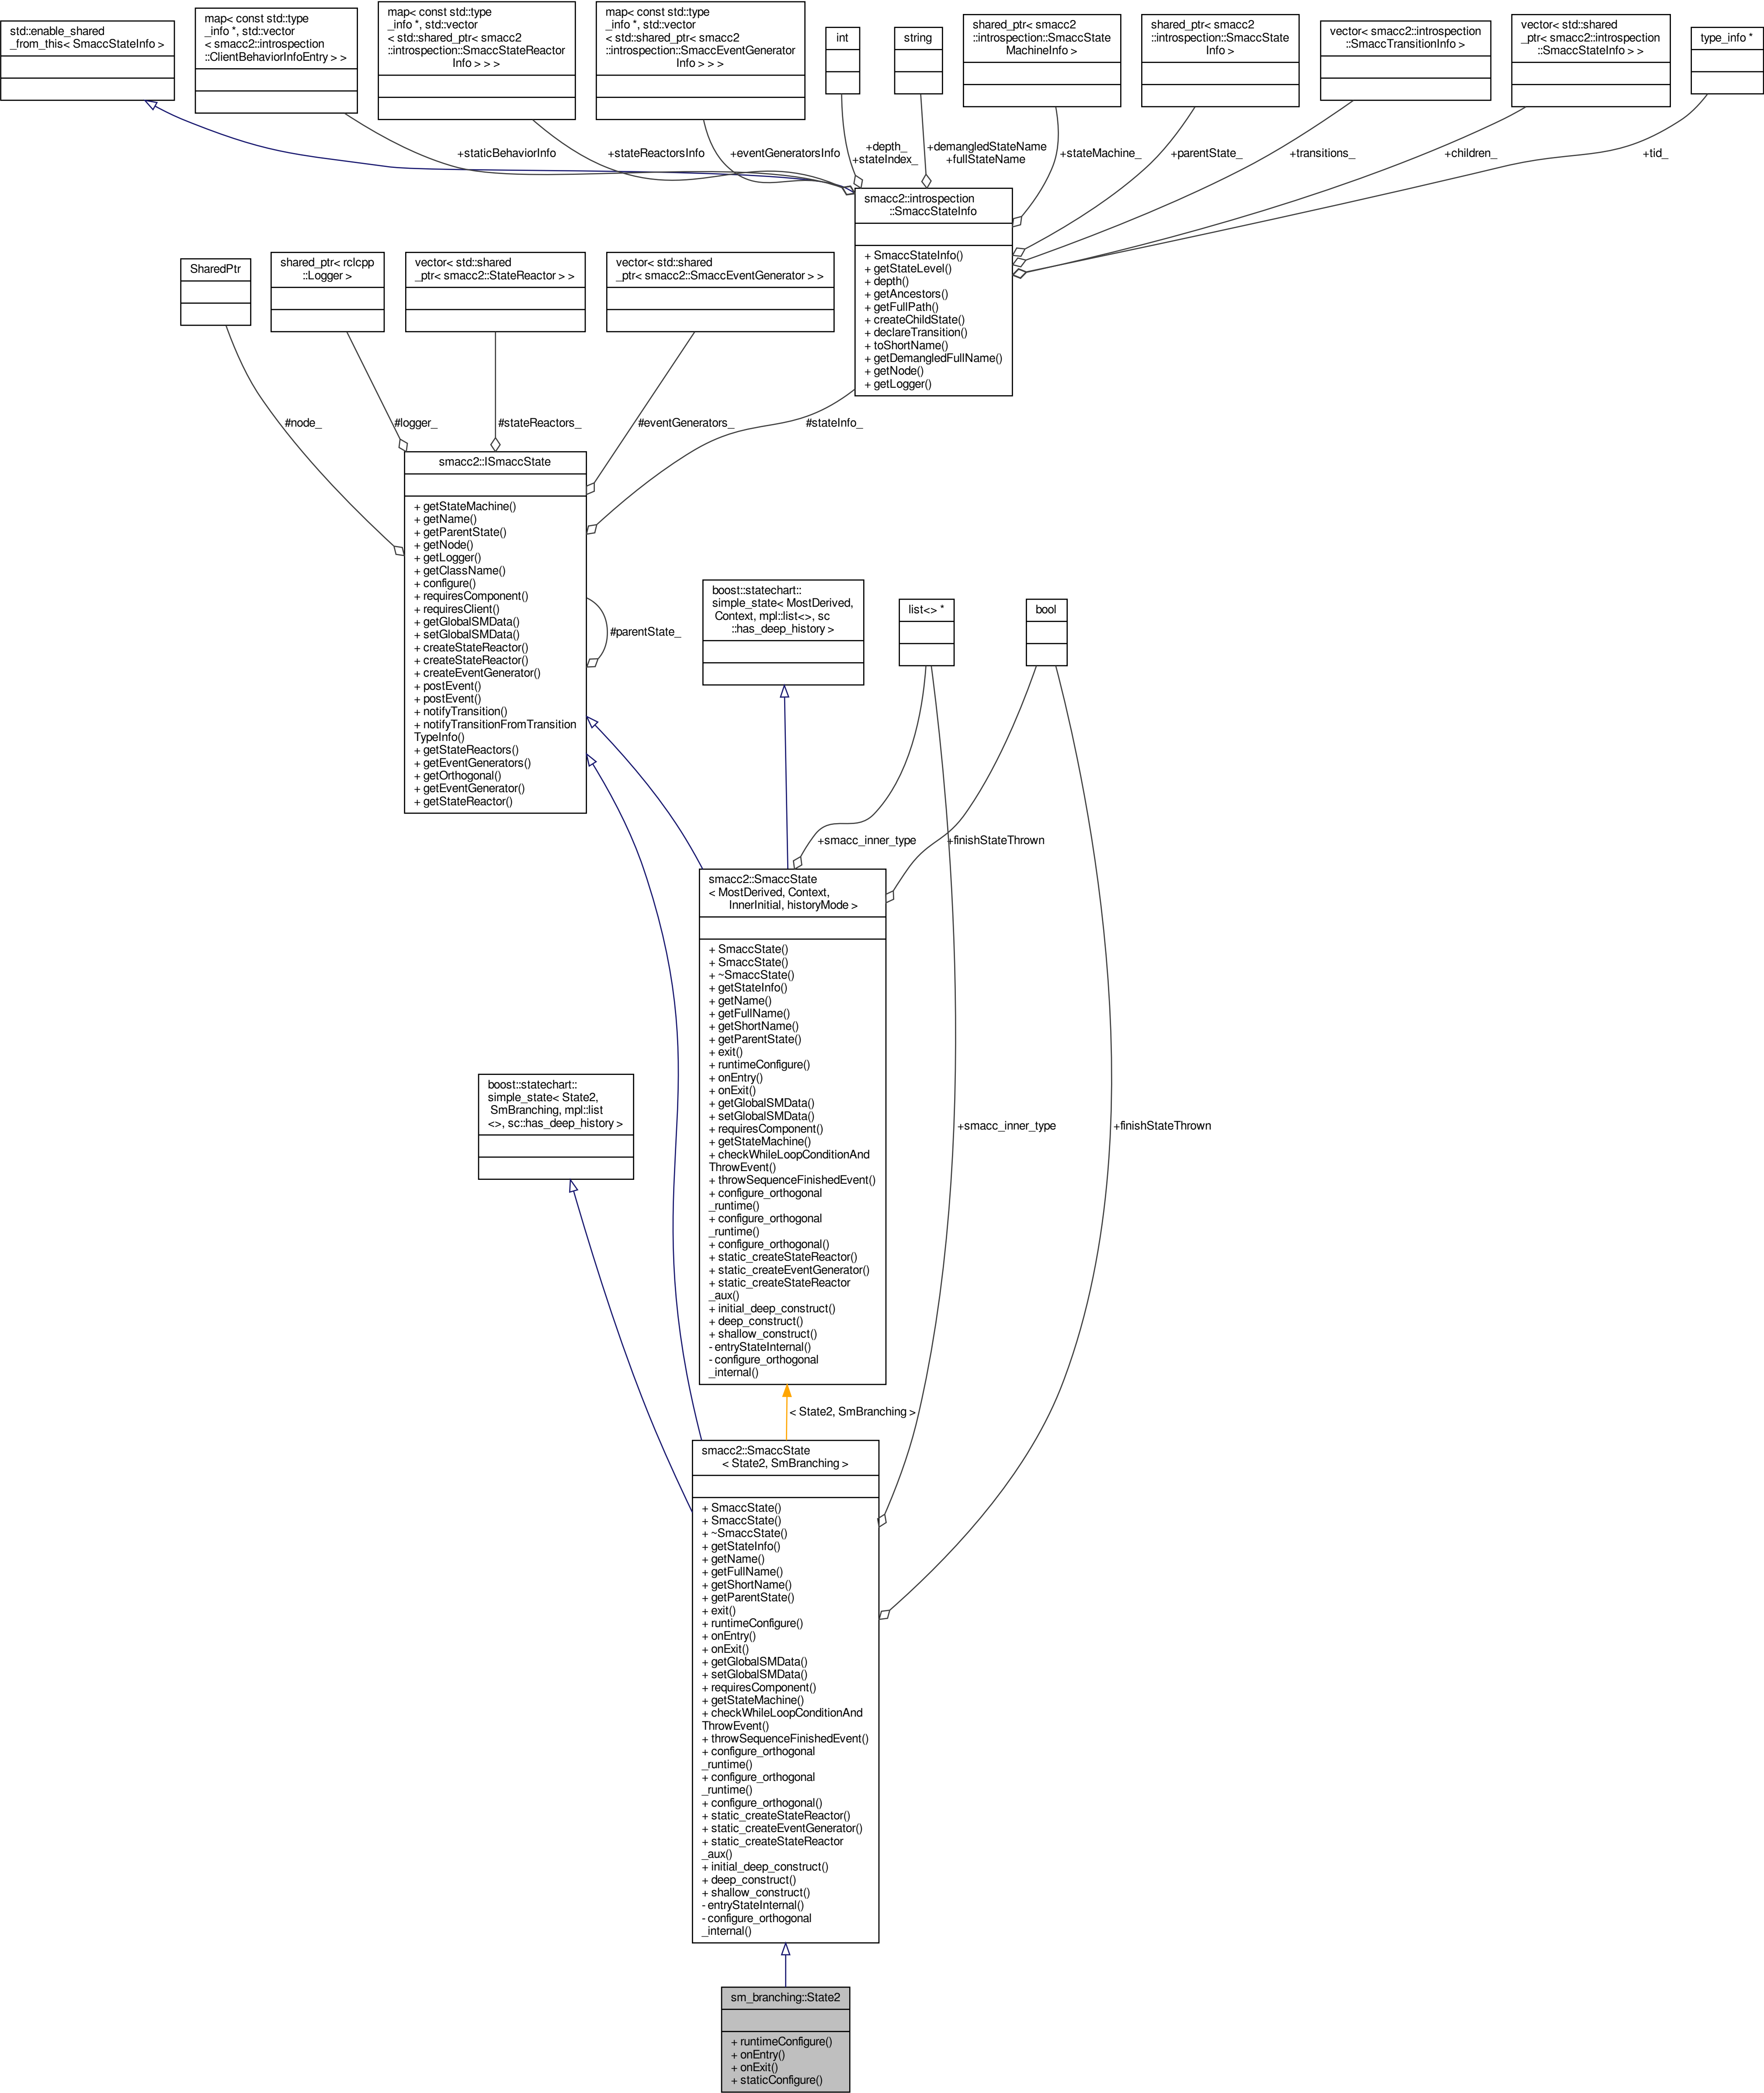 std::enable_shared
_from_this< SmaccStateInfo >
map< const std::type
_info *, std::vector
< smacc2::introspection
::ClientBehaviorInfoEntry > >
map< const std::type
_info *, std::vector
< std::shared_ptr< smacc2
::introspection::SmaccStateReactor
Info > > >
map< const std::type
_info *, std::vector
< std::shared_ptr< smacc2
::introspection::SmaccEventGenerator
Info > > >
int
string
shared_ptr< smacc2
::introspection::SmaccState
MachineInfo >
shared_ptr< smacc2
::introspection::SmaccState
Info >
vector< smacc2::introspection
::SmaccTransitionInfo >
vector< std::shared
_ptr< smacc2::introspection
::SmaccStateInfo > >
type_info *
+staticBehaviorInfo
+stateReactorsInfo
+eventGeneratorsInfo
+depth_
+stateIndex_
+demangledStateName
+fullStateName
+stateMachine_
+parentState_
+transitions_
+children_
+tid_
smacc2::introspection
::SmaccStateInfo
+ SmaccStateInfo()
+ getStateLevel()
+ depth()
+ getAncestors()
+ getFullPath()
+ createChildState()
+ declareTransition()
+ toShortName()
+ getDemangledFullName()
+ getNode()
+ getLogger()
SharedPtr
shared_ptr< rclcpp
::Logger >
vector< std::shared
_ptr< smacc2::StateReactor > >
vector< std::shared
_ptr< smacc2::SmaccEventGenerator > >
#node_
#logger_
#stateReactors_
#eventGenerators_
#stateInfo_
smacc2::ISmaccState
+ getStateMachine()
+ getName()
+ getParentState()
+ getNode()
+ getLogger()
+ getClassName()
+ configure()
+ requiresComponent()
+ requiresClient()
+ getGlobalSMData()
+ setGlobalSMData()
+ createStateReactor()
+ createStateReactor()
+ createEventGenerator()
+ postEvent()
+ postEvent()
+ notifyTransition()
+ notifyTransitionFromTransition
TypeInfo()
+ getStateReactors()
+ getEventGenerators()
+ getOrthogonal()
+ getEventGenerator()
+ getStateReactor()
#parentState_
boost::statechart::
simple_state< MostDerived,
Context, mpl::list<>, sc
::has_deep_history >
list<> *
bool
+smacc_inner_type
+finishStateThrown
smacc2::SmaccState
< MostDerived, Context,
InnerInitial, historyMode >
+ SmaccState()
+ SmaccState()
+ ~SmaccState()
+ getStateInfo()
+ getName()
+ getFullName()
+ getShortName()
+ getParentState()
+ exit()
+ runtimeConfigure()
+ onEntry()
+ onExit()
+ getGlobalSMData()
+ setGlobalSMData()
+ requiresComponent()
+ getStateMachine()
+ checkWhileLoopConditionAnd
ThrowEvent()
+ throwSequenceFinishedEvent()
+ configure_orthogonal
_runtime()
+ configure_orthogonal
_runtime()
+ configure_orthogonal()
+ static_createStateReactor()
+ static_createEventGenerator()
+ static_createStateReactor
_aux()
+ initial_deep_construct()
+ deep_construct()
+ shallow_construct()
- entryStateInternal()
- configure_orthogonal
_internal()
boost::statechart::
simple_state< State2,
SmBranching, mpl::list
<>, sc::has_deep_history >
+smacc_inner_type
+finishStateThrown
< State2, SmBranching >
smacc2::SmaccState
< State2, SmBranching >
+ SmaccState()
+ SmaccState()
+ ~SmaccState()
+ getStateInfo()
+ getName()
+ getFullName()
+ getShortName()
+ getParentState()
+ exit()
+ runtimeConfigure()
+ onEntry()
+ onExit()
+ getGlobalSMData()
+ setGlobalSMData()
+ requiresComponent()
+ getStateMachine()
+ checkWhileLoopConditionAnd
ThrowEvent()
+ throwSequenceFinishedEvent()
+ configure_orthogonal
_runtime()
+ configure_orthogonal
_runtime()
+ configure_orthogonal()
+ static_createStateReactor()
+ static_createEventGenerator()
+ static_createStateReactor
_aux()
+ initial_deep_construct()
+ deep_construct()
+ shallow_construct()
- entryStateInternal()
- configure_orthogonal
_internal()
sm_branching::State2
+ runtimeConfigure()
+ onEntry()
+ onExit()
+ staticConfigure()